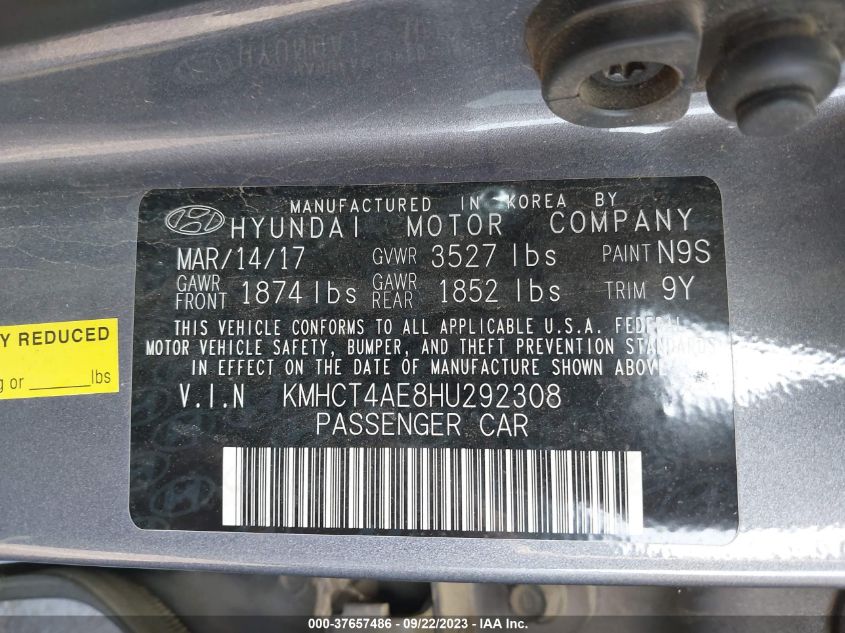 MANUFACTURED IN KOREA BY
HYUNDAI MOTOR COMPANY
MAR/14/17 GVWR 3527 lbs PAINT N9S
GAWR FRONT 1874 lbs GAWR REAR 1852 lbs TRIM 9Y
THIS VEHICLE CONFORMS TO ALL APPLICABLE U.S.A. FEDERAL
MOTOR VEHICLE SAFETY, BUMPER, AND THEFT PREVENTION STANDARDS
IN EFFECT ON THE DATE OF MANUFACTURE SHOWN ABOVE.
V.I.N KMHCT4AE8HU292308
PASSENGER CAR
Y REDUCED
g or ______lbs
000-37657486 - 09/22/2023 - IAA Inc.